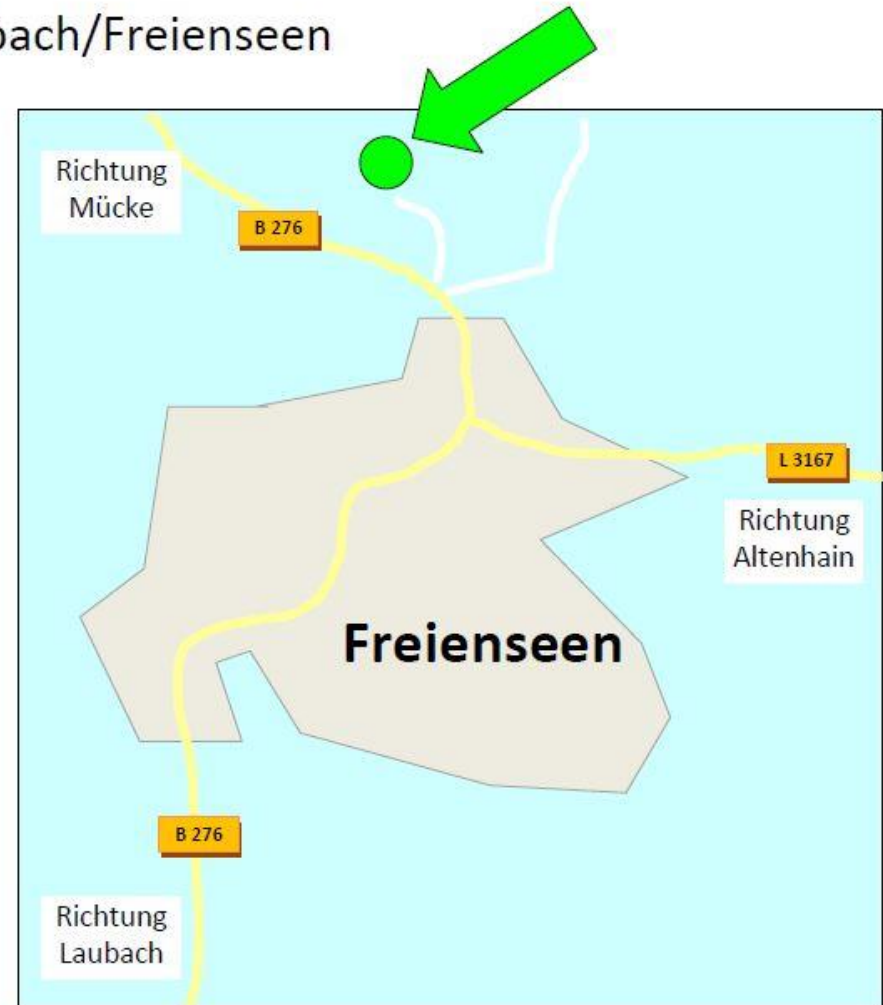 bach/Freienseen
Richtung
Mücke
B 276
L 3167
Richtung
Altenhain
Freienseen
B 276
Richtung
Laubach